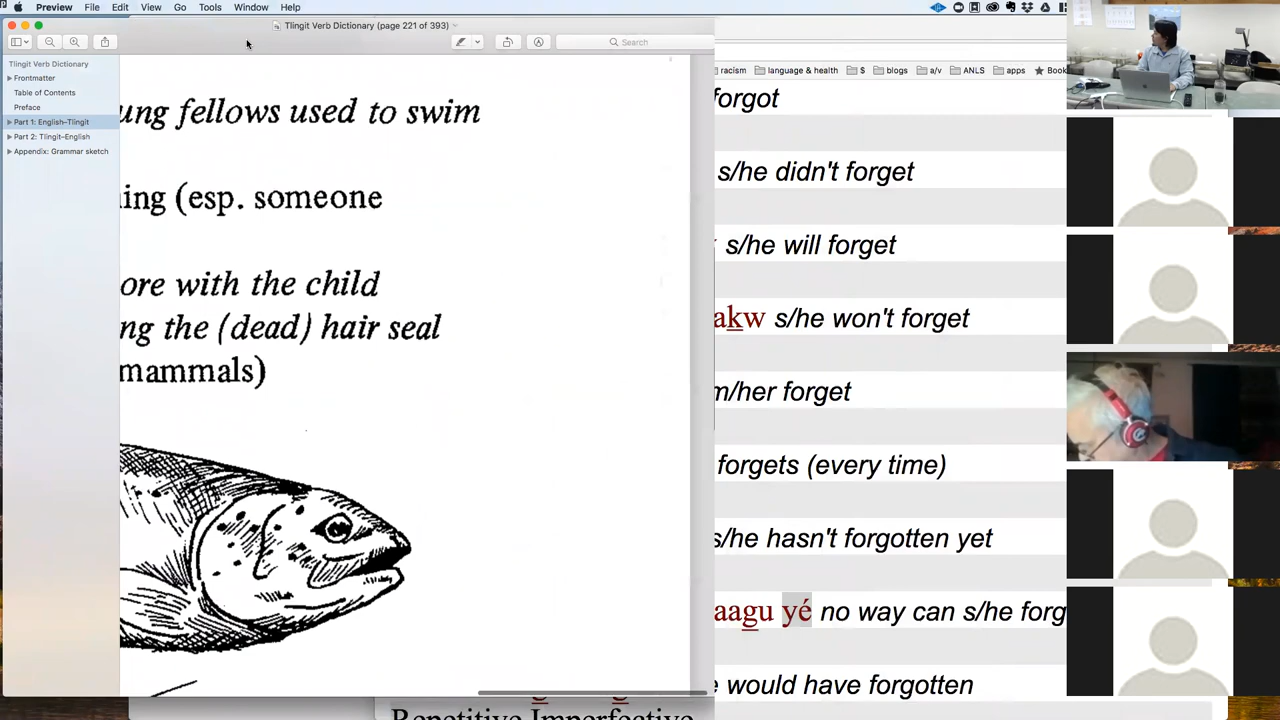 Preview File Edit View Go Tools Window Help
Tlingit Verb Dictionary (page 221 of 393)
Search
Tlingit Verb Dictionary
Frontmatter
Table of Contents
Preface
Part 1: English–Tlingit
Part 2: Tlingit–English
Appendix: Grammar sketch
ung fellows used to swim
ing (esp. someone
ore with the child
ng the (dead) hair seal
mammals)
racism language & health $ blogs a/v ANLS apps Book
forgot
s/he didn't forget
s/he will forget
aḵw s/he won't forget
m/her forget
forgets (every time)
s/he hasn't forgotten yet
aag̱u yé no way can s/he forg
would have forgotten
Repetitive Imperfective